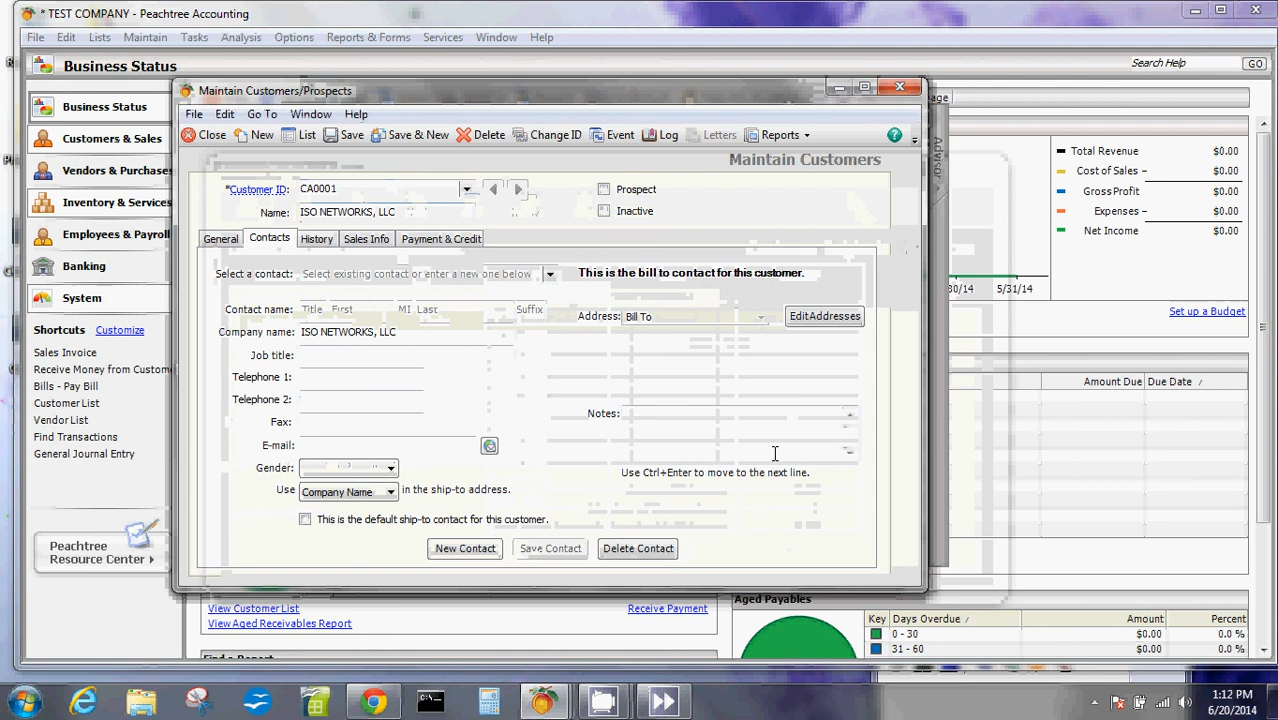 * TEST COMPANY - Peachtree Accounting
File Edit Lists Maintain Tasks Analysis Options Reports & Forms Services Window Help
Business Status
Search Help GO
Business Status
Customers & Sales
Vendors & Purchase
Inventory & Services
Employees & Payroll
Banking
System
Shortcuts Customize
Sales Invoice
Receive Money from Custome
Bills - Pay Bill
Customer List
Vendor List
Find Transactions
General Journal Entry
Peachtree
Resource Center
Maintain Customers/Prospects
File Edit Go To Window Help
Close New List Save Save & New Delete Change ID Event Log Letters Reports
Maintain Customers
*Customer ID: CA0001
Prospect
Name: ISO NETWORKS, LLC
Inactive
General Contacts History Sales Info Payment & Credit
Select a contact: Select existing contact or enter a new one below
This is the bill to contact for this customer.
Contact name: Title First MI Last Suffix
Address: Bill To Edit Addresses
Company name: ISO NETWORKS, LLC
Job title:
Telephone 1:
Telephone 2:
Fax:
E-mail:
Gender:
Use Company Name in the ship-to address.
This is the default ship-to contact for this customer.
Notes:
Use Ctrl+Enter to move to the next line.
New Contact Save Contact Delete Contact
age
Advisor
Total Revenue $0.00
Cost of Sales - $0.00
Gross Profit $0.00
Expenses - $0.00
Net Income $0.00
30/14 5/31/14
Set up a Budget
Amount Due Due Date
View Customer List
Receive Payment
View Aged Receivables Report
Find a Report
Aged Payables
Key Days Overdue Amount Percent
0 - 30 $0.00 0.0 %
31 - 60 $0.00 0.0 %
1:12 PM
6/20/2014